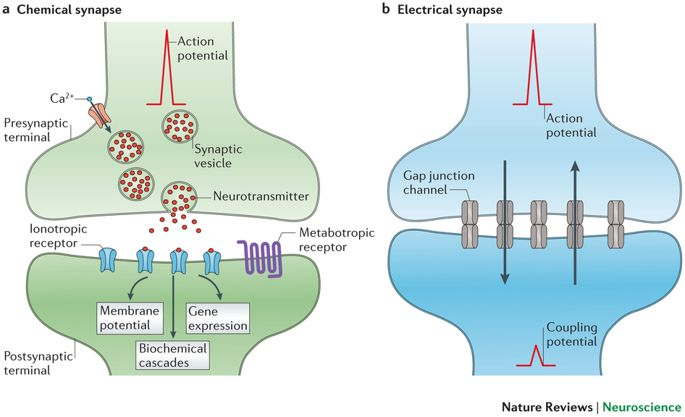 a Chemical synapse
Action
potential
Ca2+
Presynaptic
terminal
Synaptic
vesicle
Neurotransmitter
Ionotropic
receptor
Metabotropic
receptor
Membrane
potential
Gene
expression
Biochemical
cascades
Postsynaptic
terminal
b Electrical synapse
Action
potential
Gap junction
channel
Coupling
potential
Nature Reviews | Neuroscience